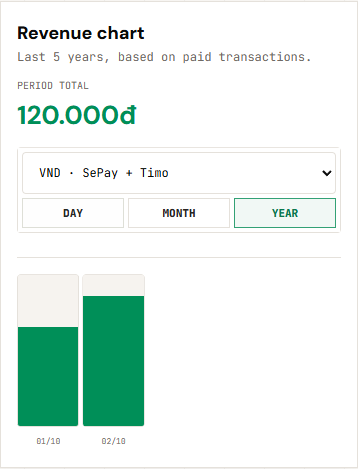 Revenue chart
Last 5 years, based on paid transactions.
PERIOD TOTAL
120.000đ
VND · SePay + Timo
DAY MONTH YEAR
01/10 02/10